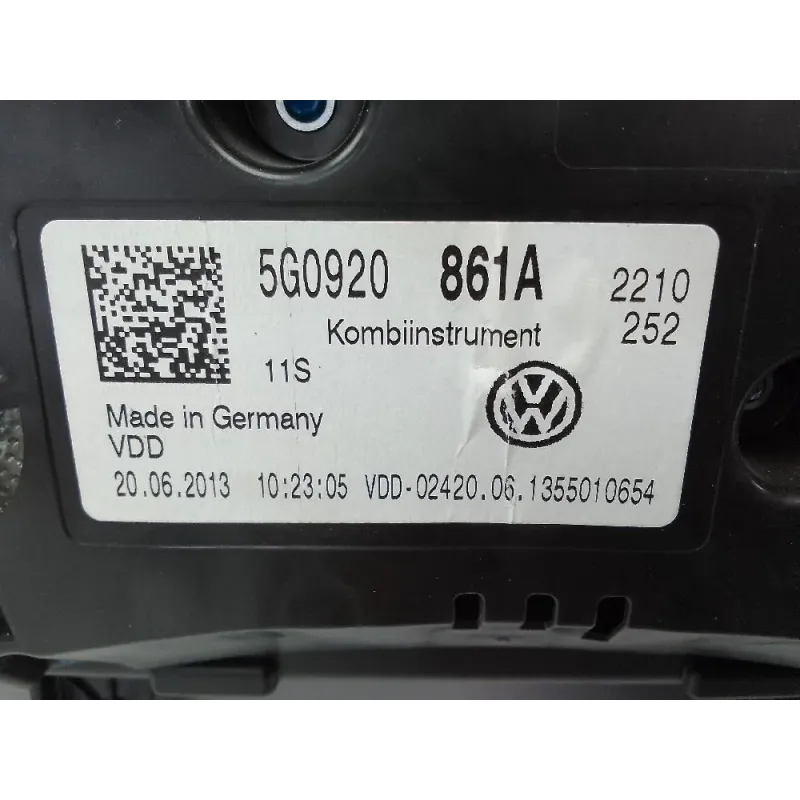 5G0920 861A 2210
Kombiinstrument 252
11S
Made in Germany
VDD
20.06.2013 10:23:05 VDD-02420.06.1355010654